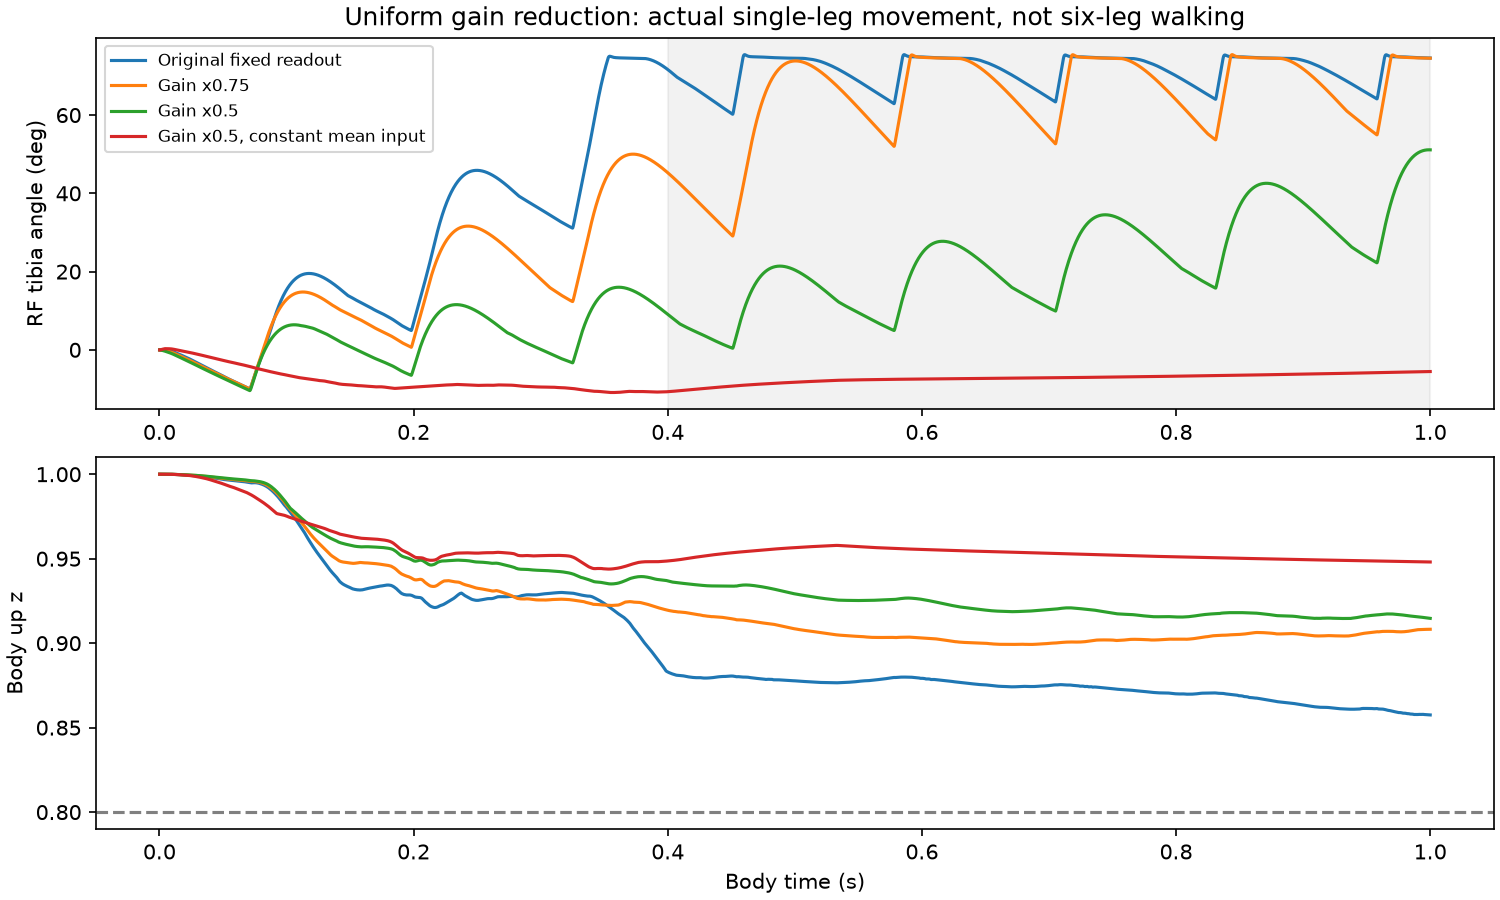 Uniform gain reduction: actual single-leg movement, not six-leg walking
Original fixed readout
Gain x0.75
Gain x0.5
Gain x0.5, constant mean input
RF tibia angle (deg)
60
40
20
0
0.0 0.2 0.4 0.6 0.8 1.0
Body up z
1.00
0.95
0.90
0.85
0.80
0.0 0.2 0.4 0.6 0.8 1.0
Body time (s)